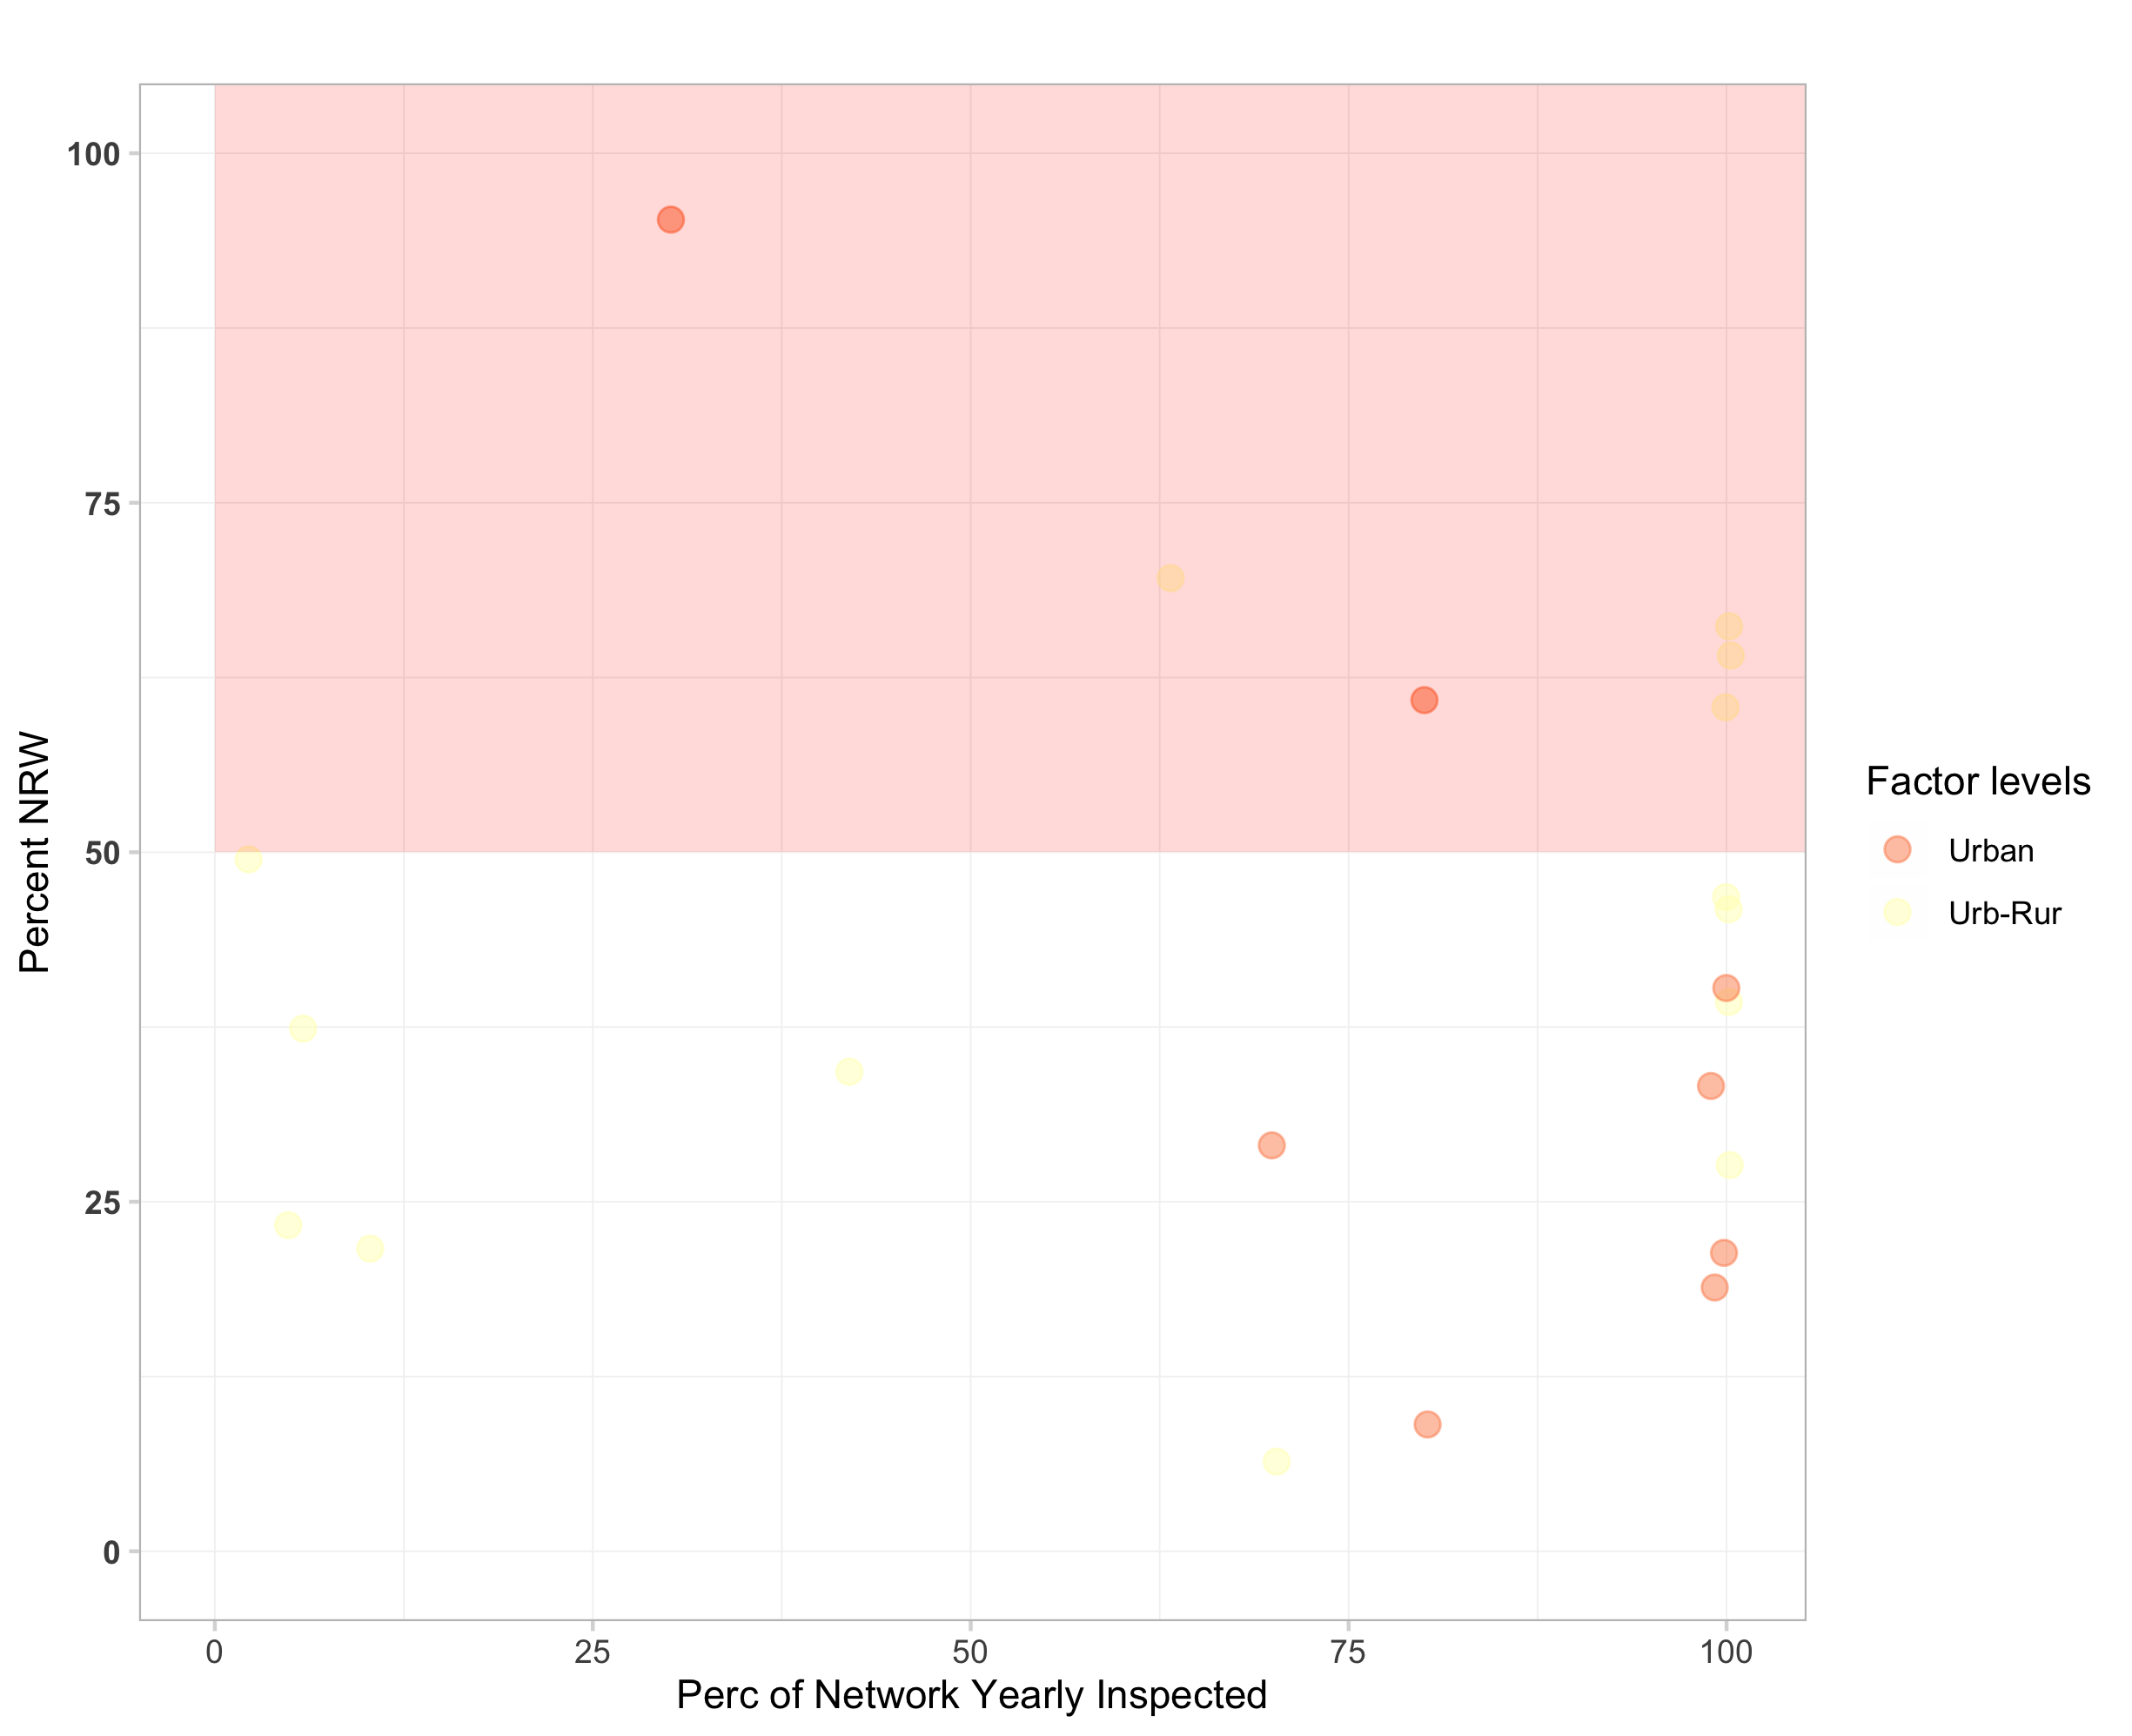 Percent NRW
100
75
50
25
0
0 25 50 75 100
Perc of Network Yearly Inspected
Factor levels
Urban
Urb-Rur